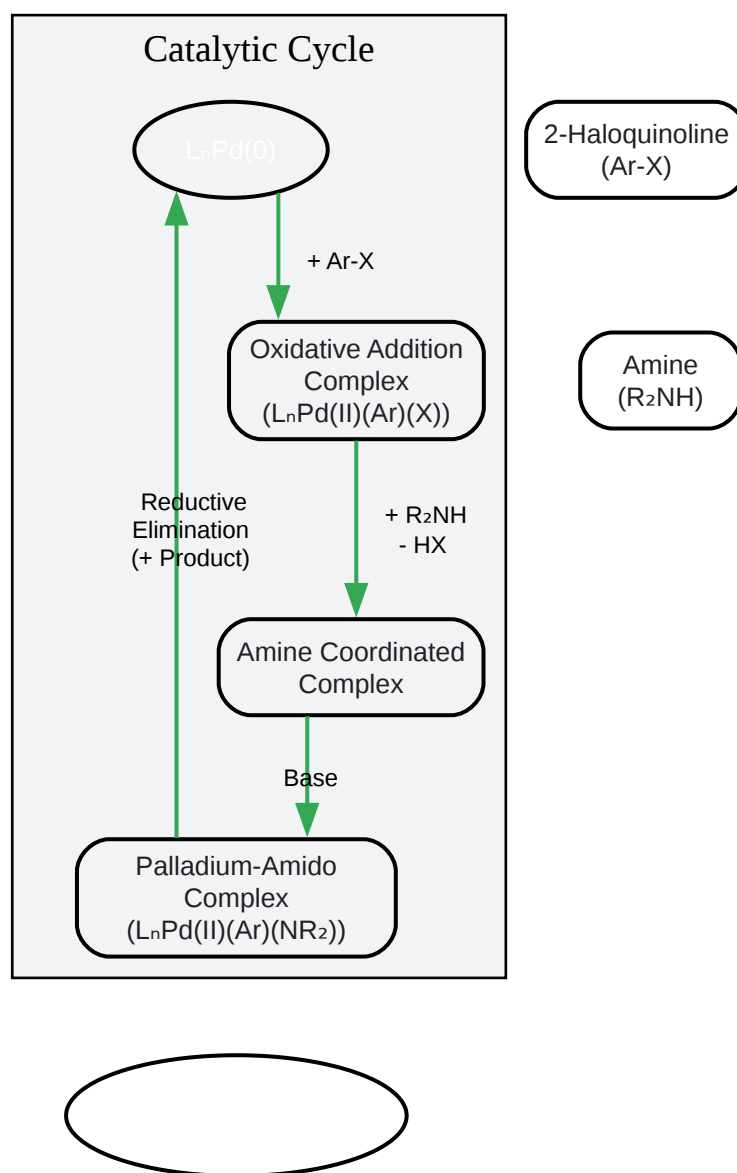 Catalytic Cycle
LₙPd(0)
2-Haloquinoline
(Ar-X)
+ Ar-X
Oxidative Addition
Complex
(LₙPd(II)(Ar)(X))
Amine
(R₂NH)
Reductive
Elimination
(+ Product)
+ R₂NH
- HX
Amine Coordinated
Complex
Base
Palladium-Amido
Complex
(LₙPd(II)(Ar)(NR₂))